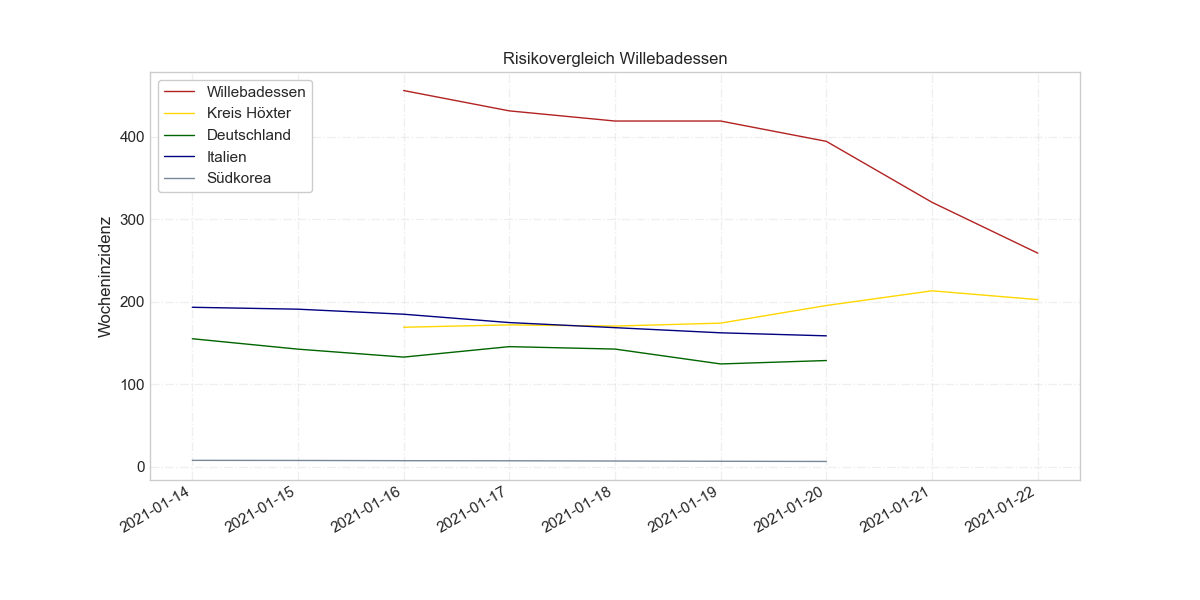 Risikovergleich Willebadessen
Willebadessen
Kreis Höxter
Deutschland
Italien
Südkorea
Wocheninzidenz
400
300
200
100
0
2021-01-14
2021-01-15
2021-01-16
2021-01-17
2021-01-18
2021-01-19
2021-01-20
2021-01-21
2021-01-22